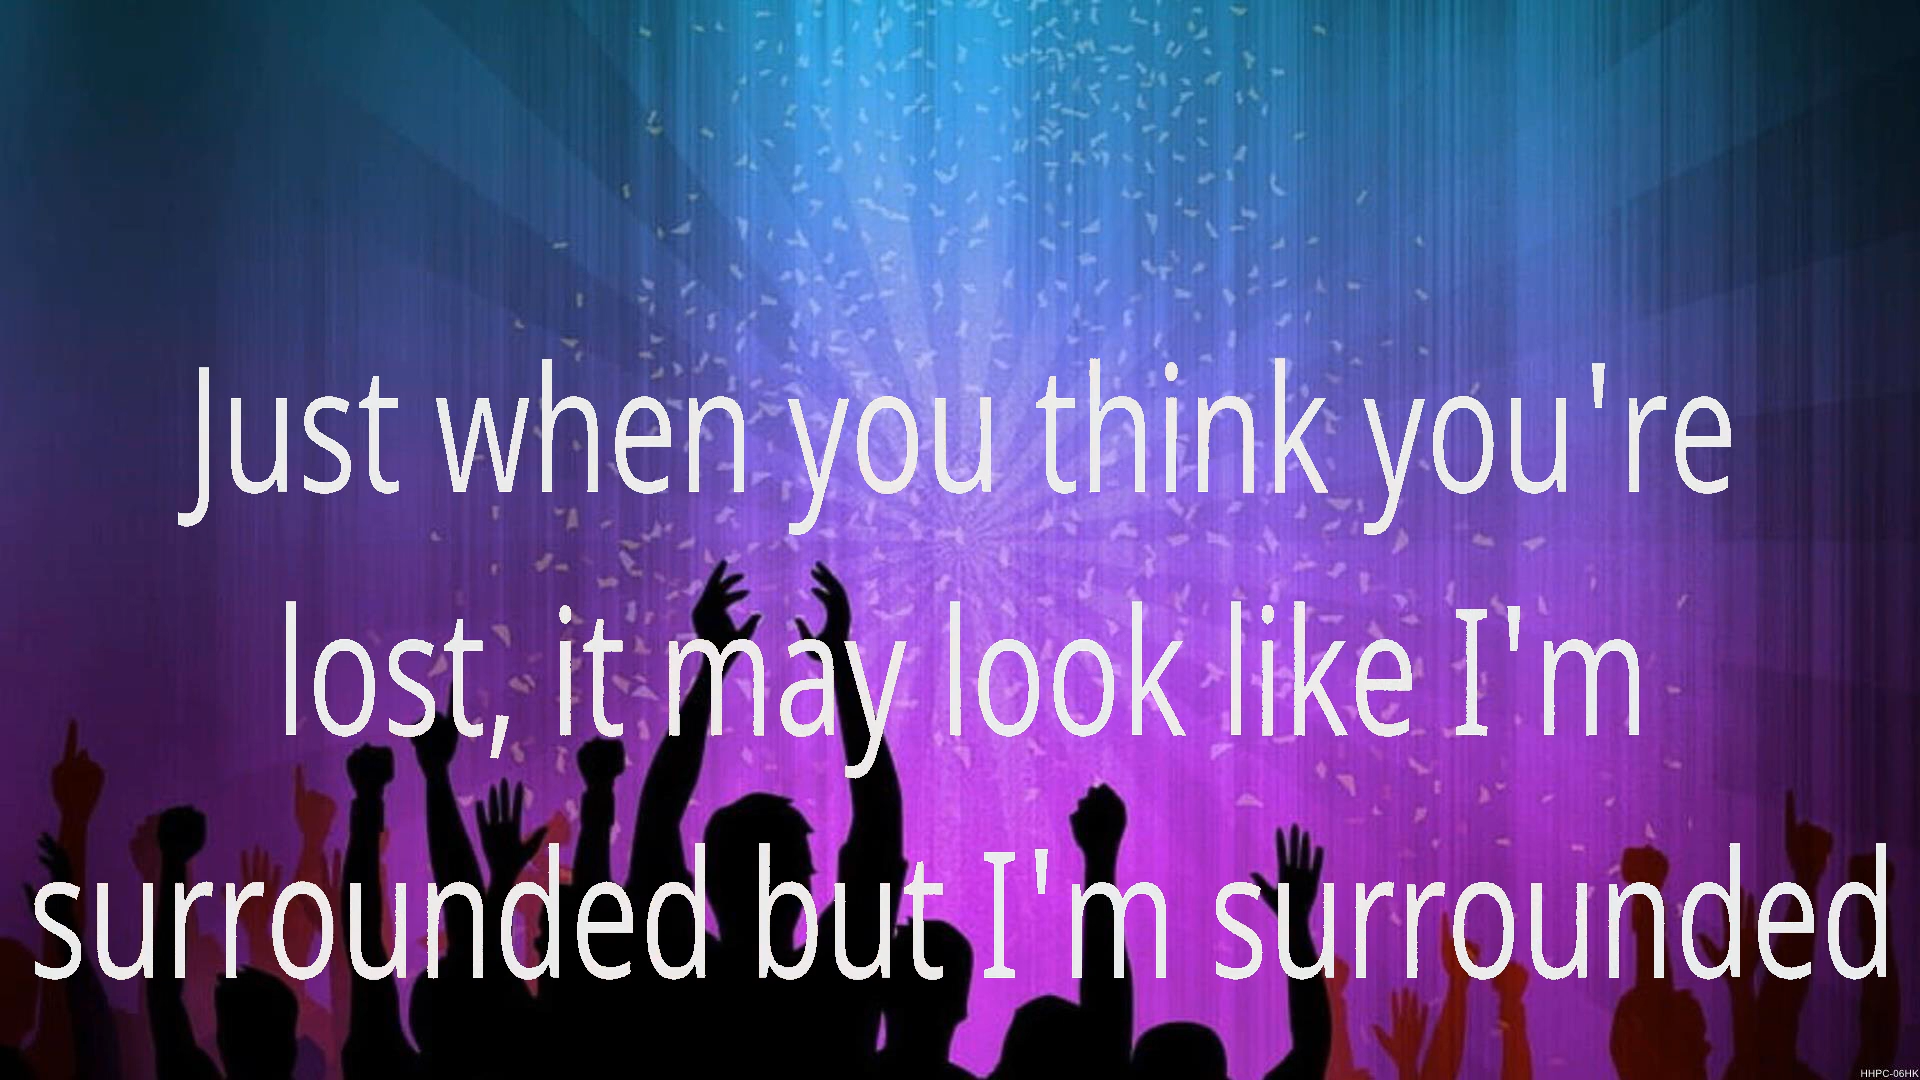 Just when you think you're
lost, it may look like I'm
surrounded but I'm surrounded
HHPC-06HK